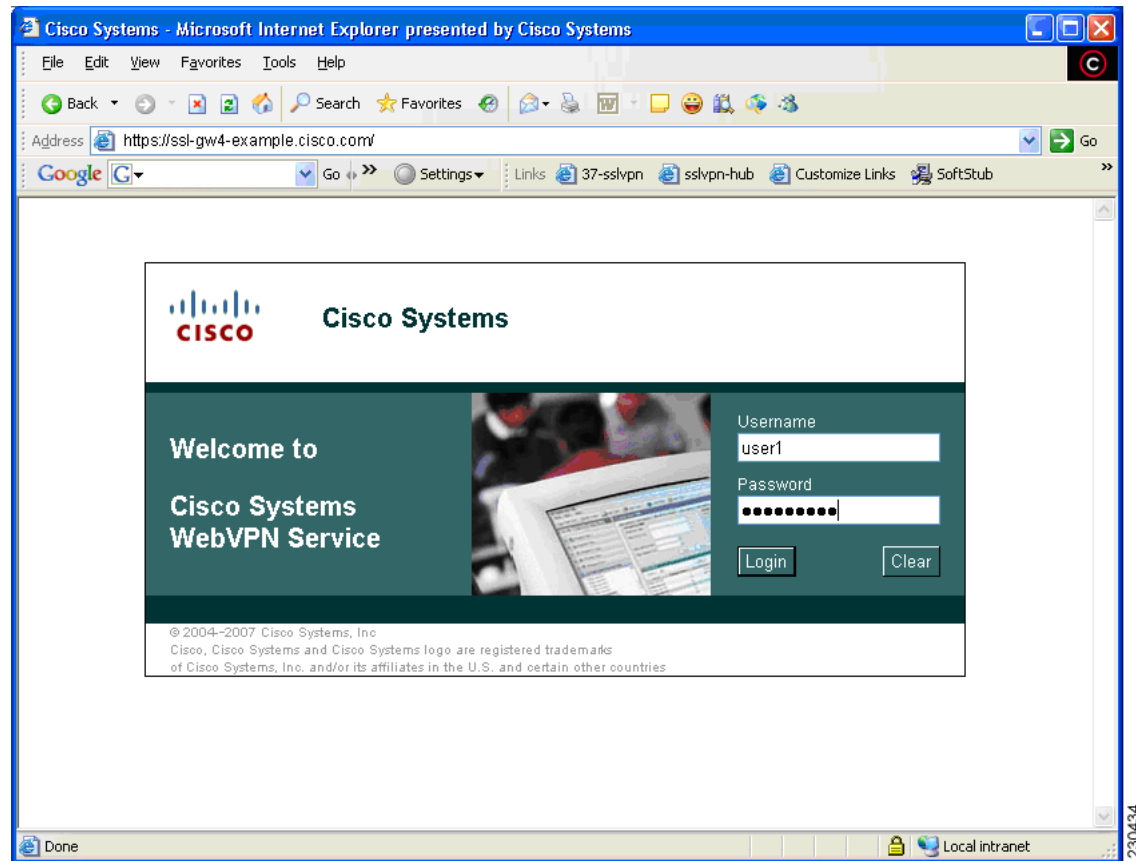 Cisco Systems - Microsoft Internet Explorer presented by Cisco Systems
File Edit View Favorites Tools Help
Back Search Favorites
Address https://ssl-gw4-example.cisco.com/ Go
Google G Go >> Settings Links 37-sslvpn sslvpn-hub Customize Links SoftStub >>
CISCO
Cisco Systems
Welcome to
Cisco Systems
WebVPN Service
Username
user1
Password
•••••••••
Login Clear
© 2004--2007 Cisco Systems, Inc
Cisco, Cisco Systems and Cisco Systems logo are registered trademarks
of Cisco Systems, Inc. and/or its affiliates in the U.S. and certain other countries
Done Local intranet
230434